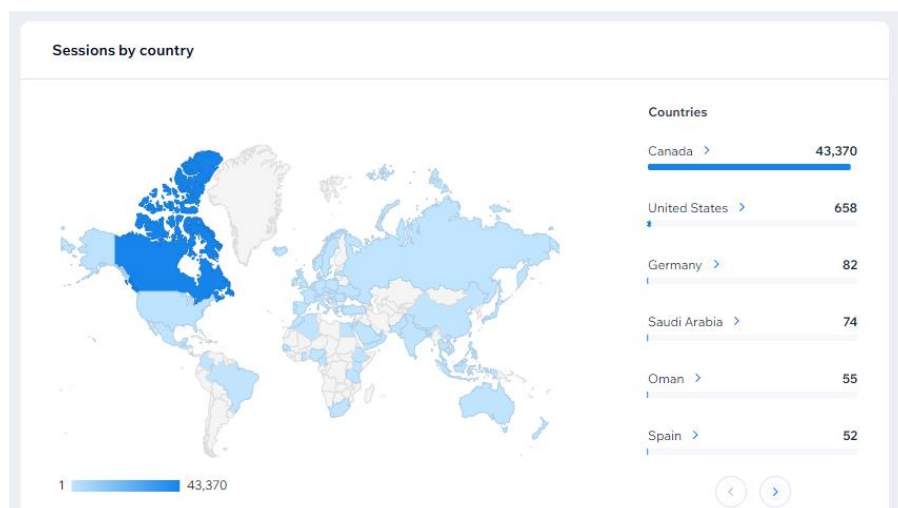 Sessions by country
Countries
Canada
43,370
United States
658
Germany
82
Saudi Arabia
74
Oman
55
Spain
52
1
43,370